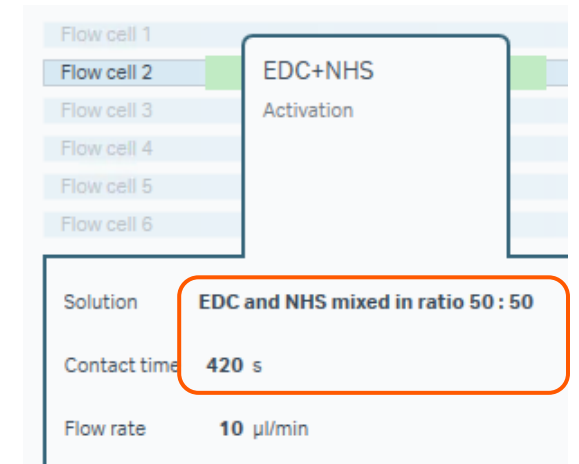 Flow cell 1
Flow cell 2
Flow cell 3
Flow cell 4
Flow cell 5
Flow cell 6
EDC+NHS
Activation
Solution EDC and NHS mixed in ratio 50 : 50
Contact time 420 s
Flow rate 10 µl/min